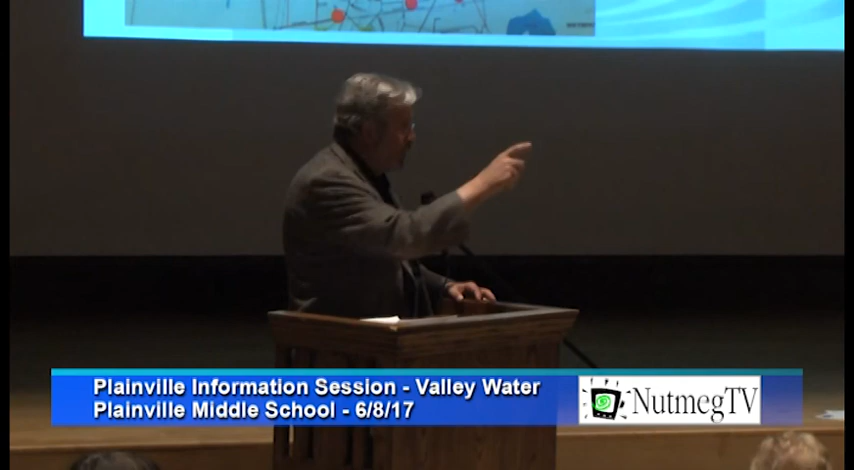 Plainville Information Session - Valley Water
Plainville Middle School - 6/8/17
NutmegTV